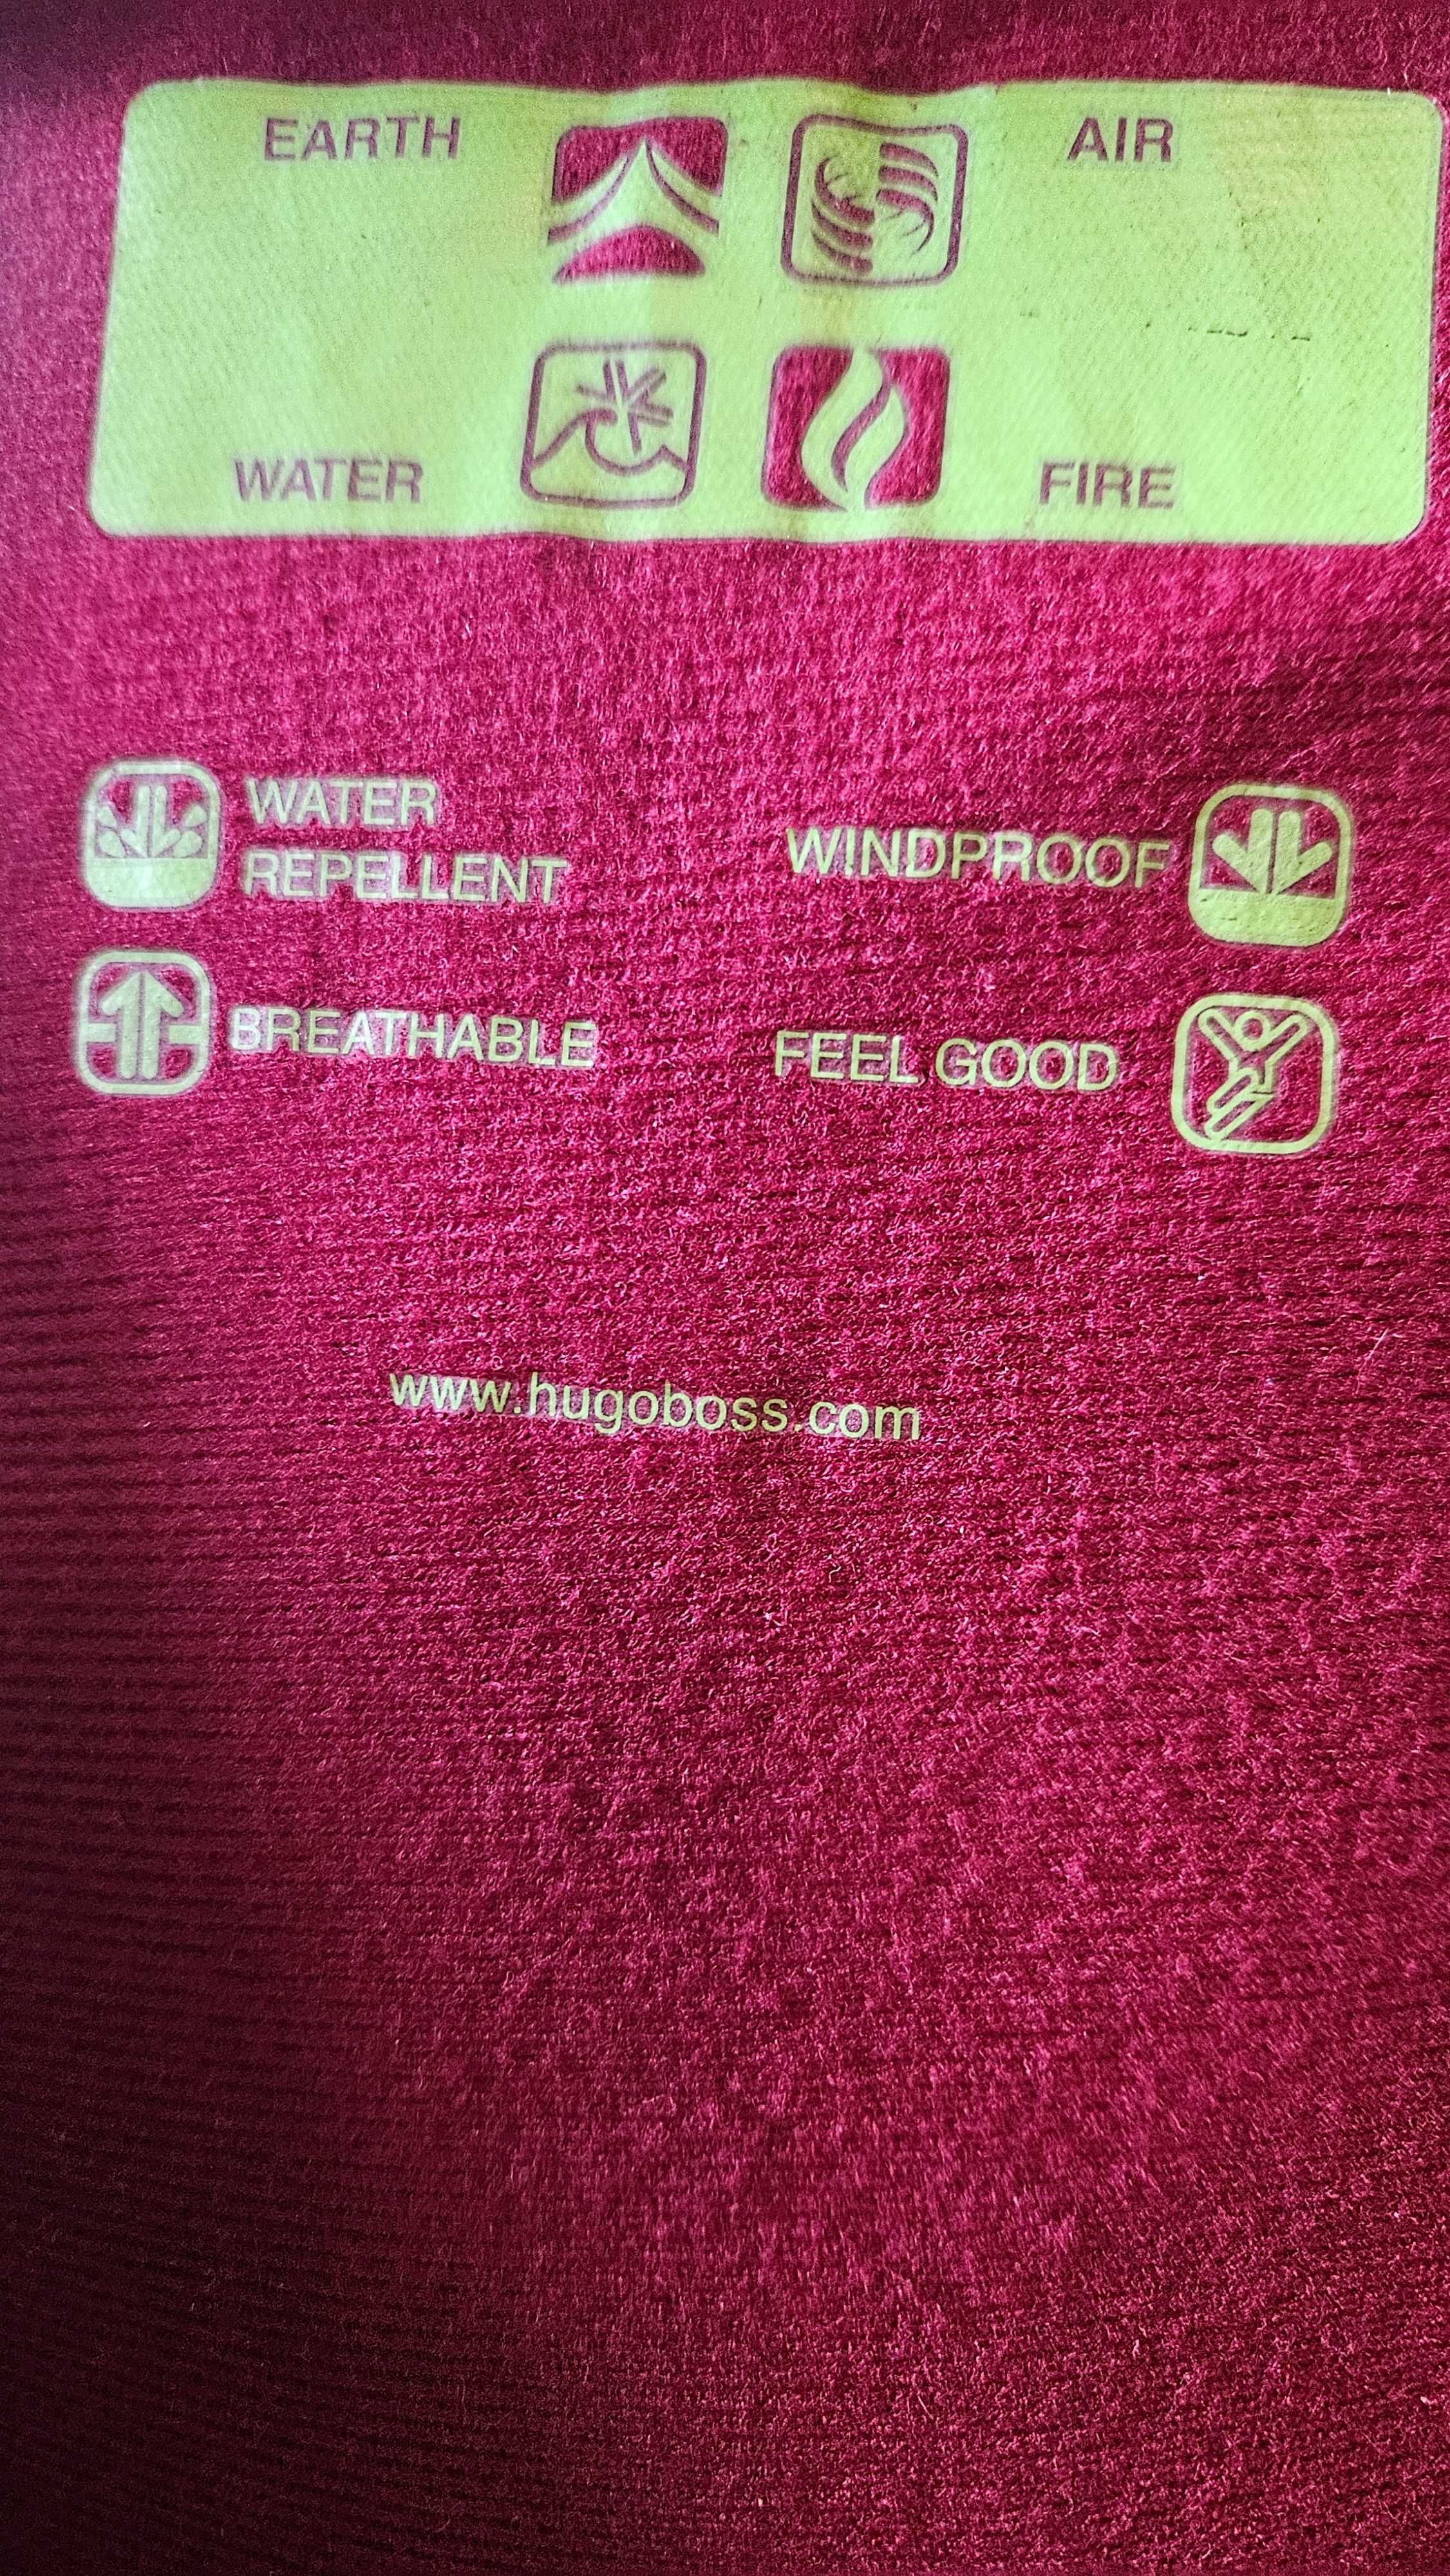 EARTH AIR
WATER FIRE
WATER
REPELLENT
WINDPROOF
BREATHABLE
FEEL GOOD
www.hugoboss.com